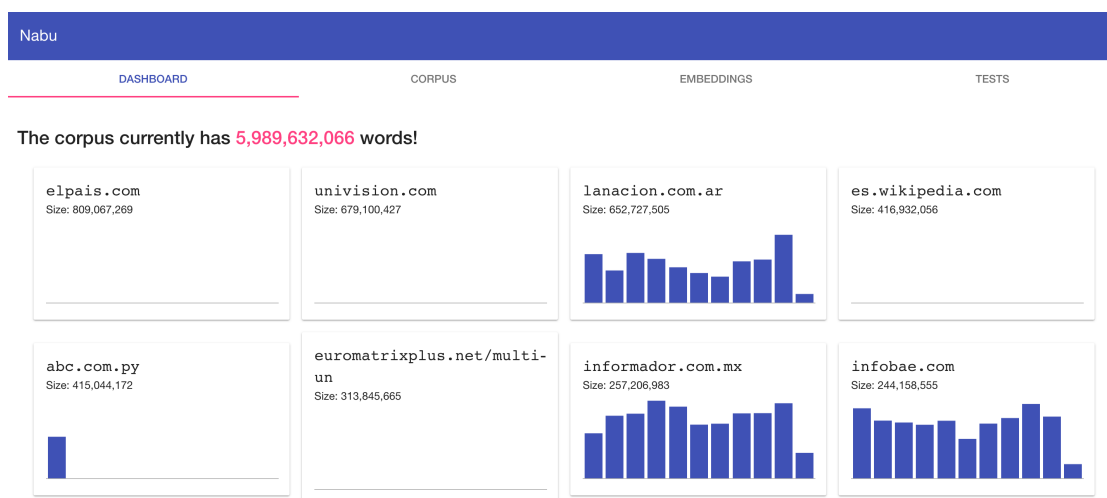 Nabu
DASHBOARD
CORPUS
EMBEDDINGS
TESTS
The corpus currently has 5,989,632,066 words!
elpais.com
Size: 809,067,269
univision.com
Size: 679,100,427
lanacion.com.ar
Size: 652,727,505
es.wikipedia.com
Size: 416,932,056
abc.com.py
Size: 415,044,172
euromatrixplus.net/multi-
un
Size: 313,845,665
informador.com.mx
Size: 257,206,983
infobae.com
Size: 244,158,555